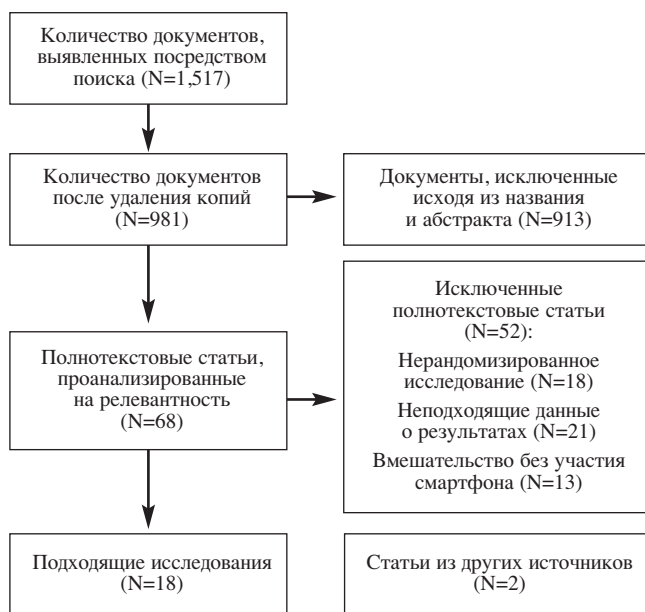 Количество документов,
выявленных посредством
поиска (N=1,517)
Количество документов
после удаления копий
(N=981)
Документы, исключенные
исходя из названия
и абстракта (N=913)
Полнотекстовые статьи,
проанализированные
на релевантность
(N=68)
Исключенные
полнотекстовые статьи
(N=52):
Нерандомизированное
исследование (N=18)
Неподходящие данные
о результатах (N=21)
Вмешательство без участия
смартфона (N=13)
Подходящие исследования
(N=18)
Статьи из других источников
(N=2)